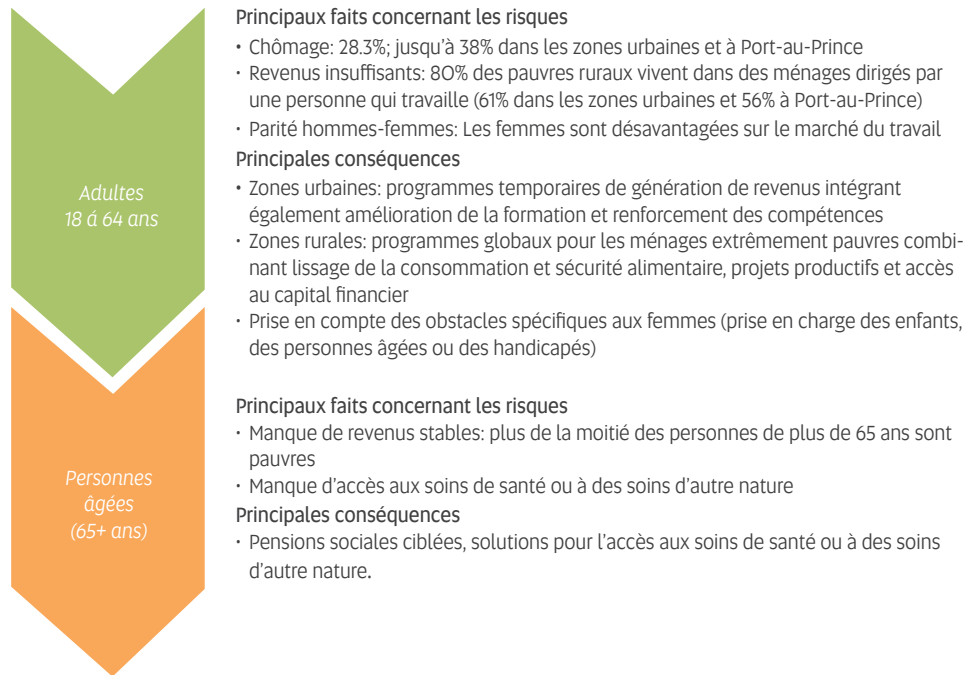 Principaux faits concernant les risques
• Chômage: 28.3%; jusqu'à 38% dans les zones urbaines et à Port-au-Prince
• Revenus insuffisants: 80% des pauvres ruraux vivent dans des ménages dirigés par
une personne qui travaille (61% dans les zones urbaines et 56% à Port-au-Prince)
• Parité hommes-femmes: Les femmes sont désavantagées sur le marché du travail
Principales conséquences
• Zones urbaines: programmes temporaires de génération de revenus intégrant
également amélioration de la formation et renforcement des compétences
• Zones rurales: programmes globaux pour les ménages extrêmement pauvres combi-
nant lissage de la consommation et sécurité alimentaire, projets productifs et accès
au capital financier
• Prise en compte des obstacles spécifiques aux femmes (prise en charge des enfants,
des personnes âgées ou des handicapés)
Adultes
18 á 64 ans
Principaux faits concernant les risques
• Manque de revenus stables: plus de la moitié des personnes de plus de 65 ans sont
pauvres
• Manque d'accès aux soins de santé ou à des soins d'autre nature
Principales conséquences
• Pensions sociales ciblées, solutions pour l'accès aux soins de santé ou à des soins
d'autre nature.
Personnes
âgées
(65+ ans)